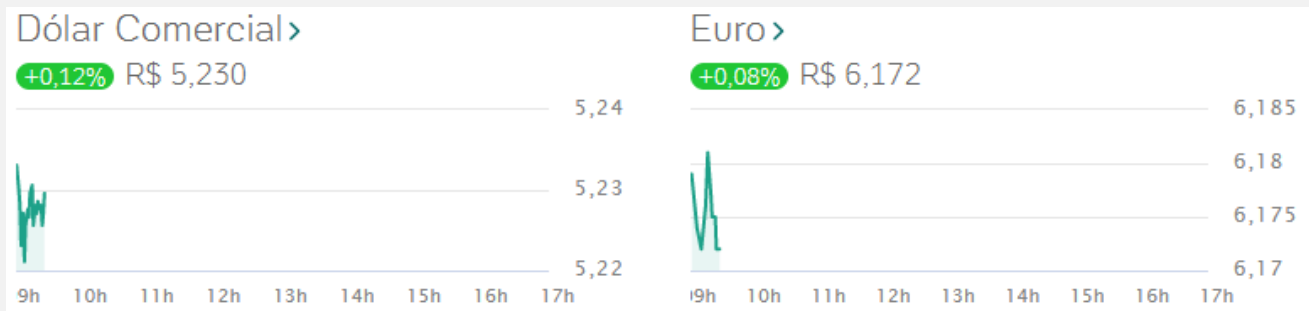 Dólar Comercial >
+0,12% R$ 5,230
5,24
5,23
5,22
9h 10h 11h 12h 13h 14h 15h 16h 17h
Euro >
+0,08% R$ 6,172
6,185
6,18
6,175
6,17
09h 10h 11h 12h 13h 14h 15h 16h 17h